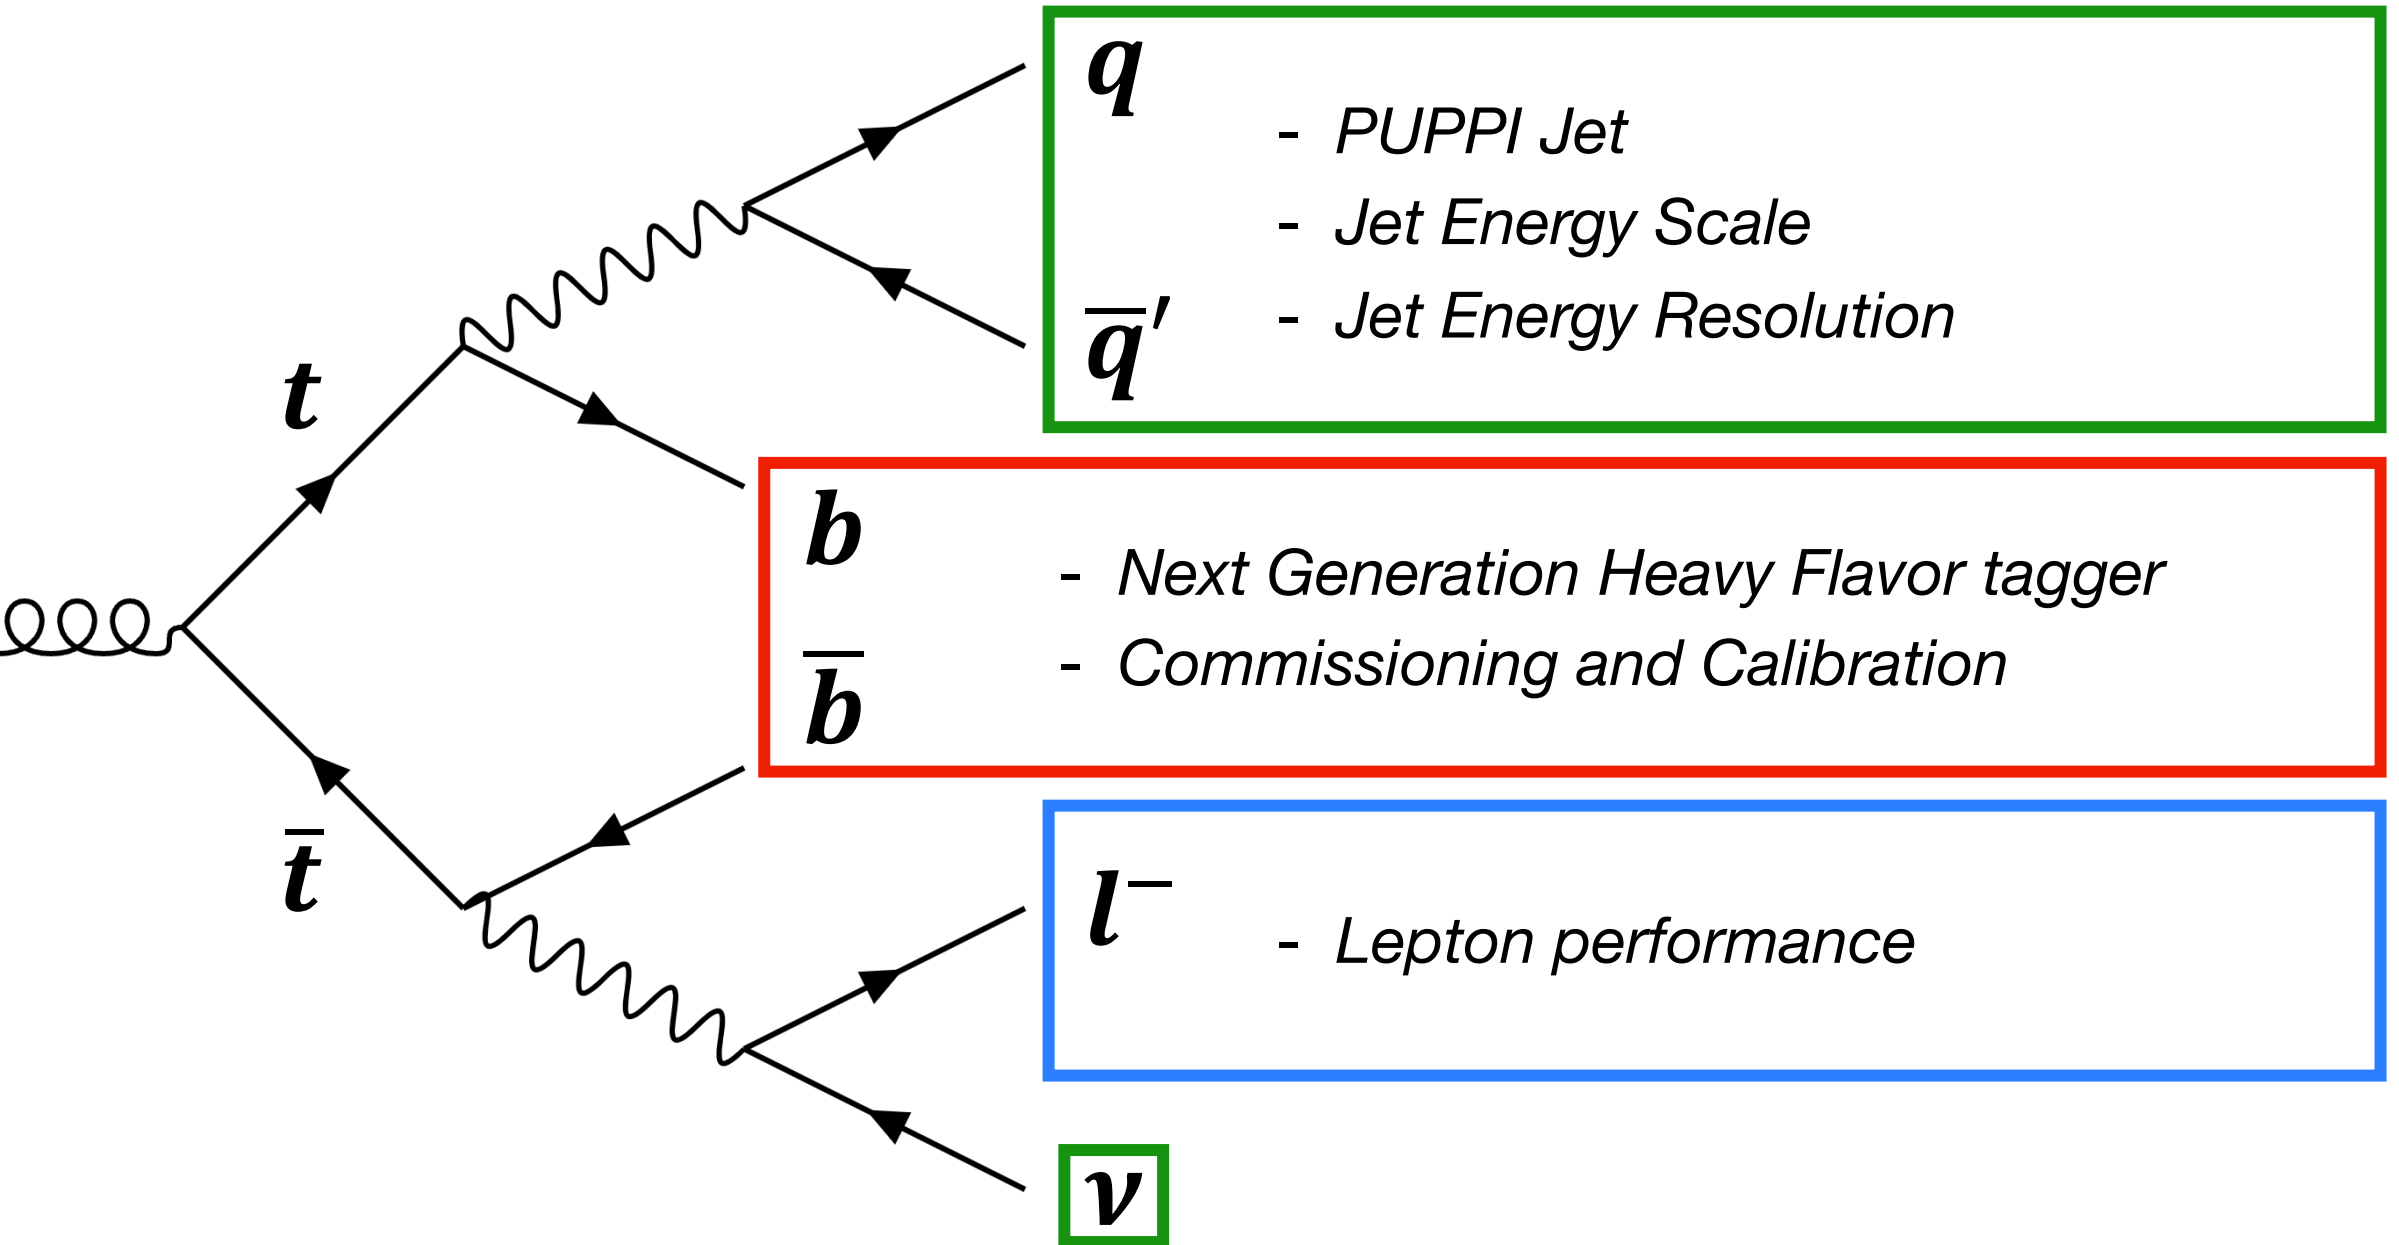 q
- PUPPI Jet
- Jet Energy Scale
q̅′
- Jet Energy Resolution
t
b
- Next Generation Heavy Flavor tagger
- Commissioning and Calibration
b̅
t̅
l⁻
- Lepton performance
ν